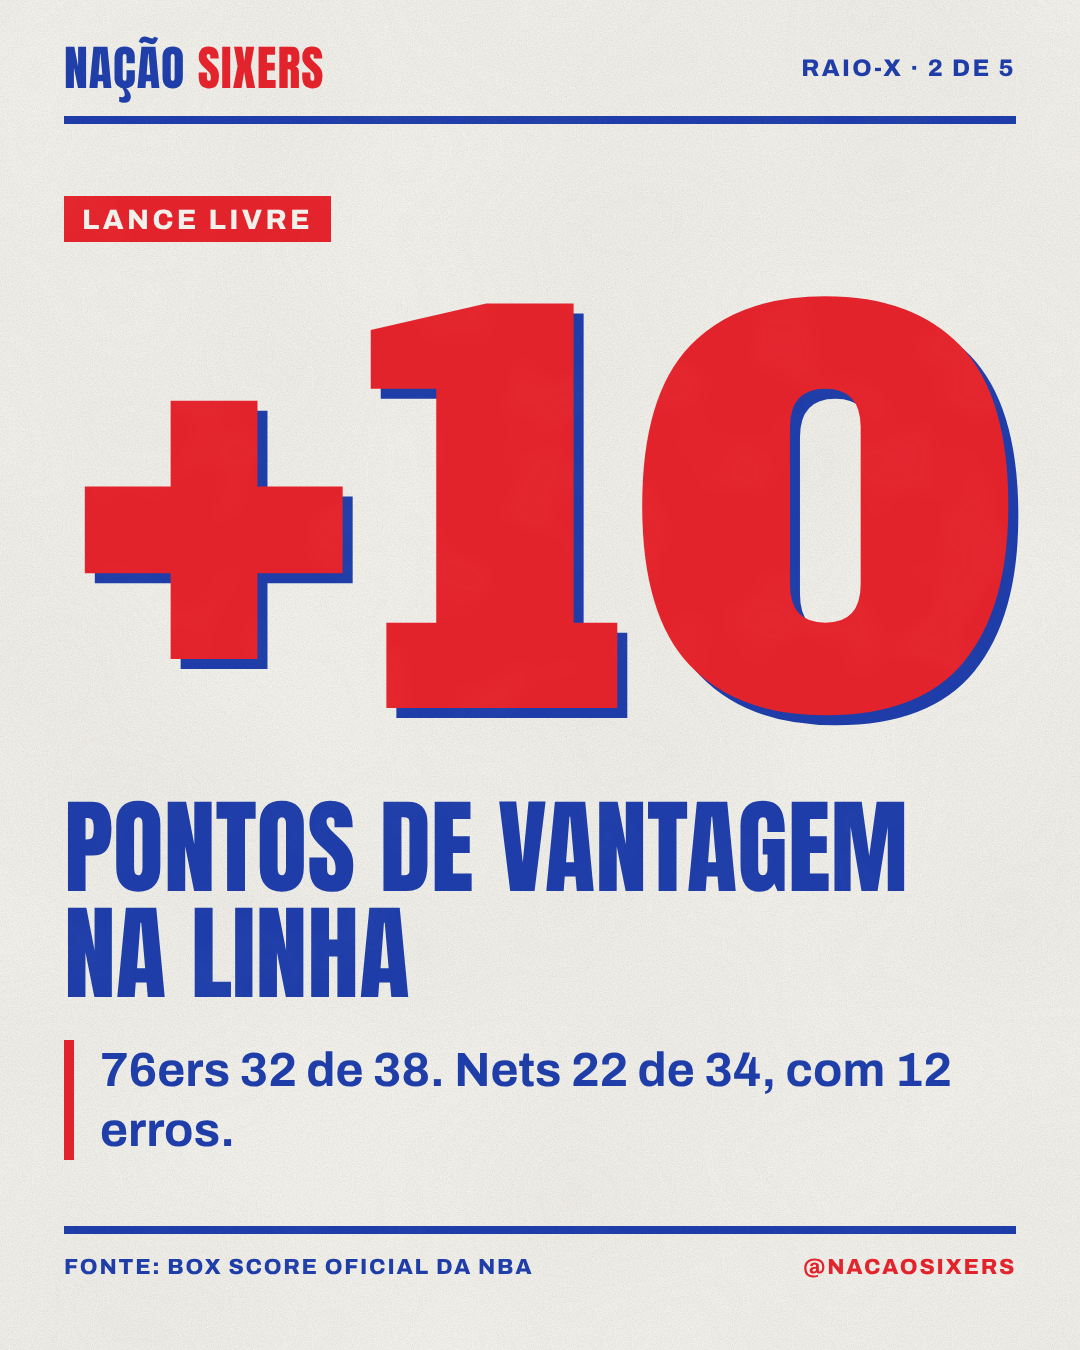 NAÇÃO SIXERS
RAIO-X · 2 DE 5
LANCE LIVRE
+10
PONTOS DE VANTAGEM
NA LINHA
76ers 32 de 38. Nets 22 de 34, com 12
erros.
FONTE: BOX SCORE OFICIAL DA NBA
@NACAOSIXERS